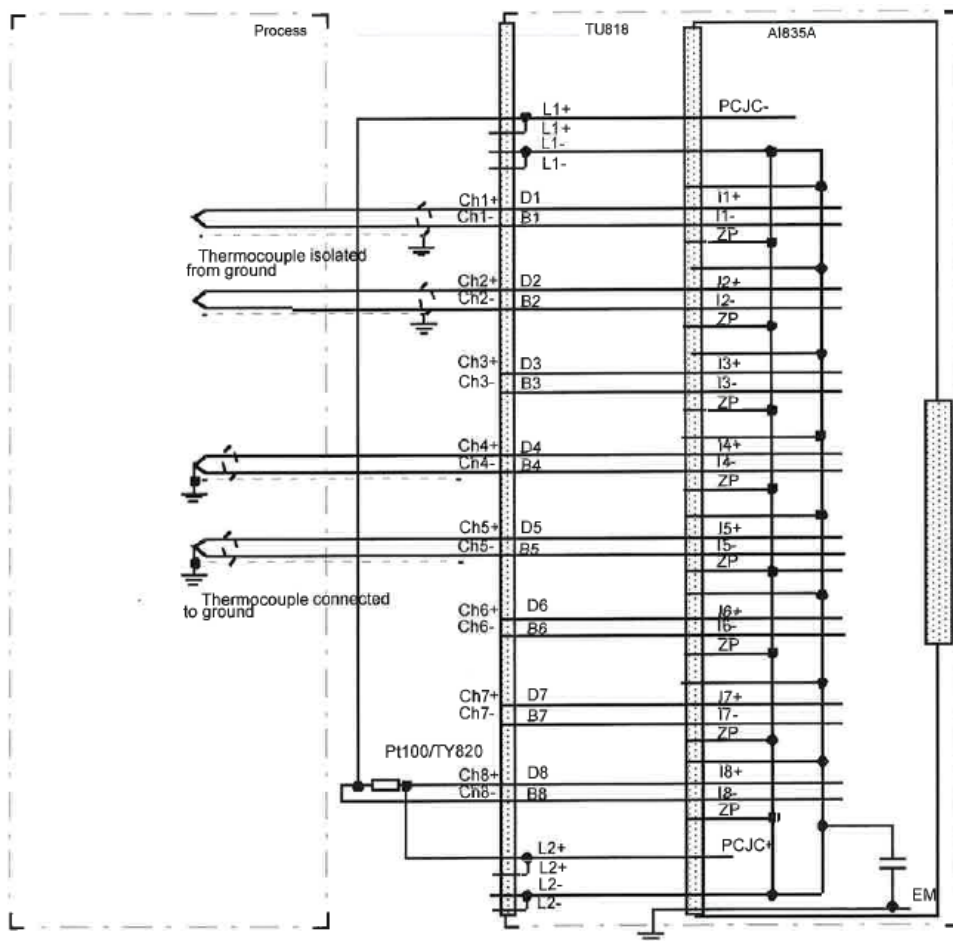 Process
TU818
AI835A
L1+
PCJC-
L1+
L1-
L1-
Ch1+ D1 I1+
Ch1- B1 I1-
ZP
Thermocouple isolated
from ground
Ch2+ D2 I2+
Ch2- B2 I2-
ZP
Ch3+ D3 I3+
Ch3- B3 I3-
ZP
Ch4+ D4 I4+
Ch4- B4 I4-
ZP
Ch5+ D5 I5+
Ch5- B5 I5-
ZP
Thermocouple connected
to ground
Ch6+ D6 I6+
Ch6- B6 I6-
ZP
Ch7+ D7 I7+
Ch7- B7 I7-
ZP
Pt100/TY820
Ch8+ D8 I8+
Ch8- B8 I8-
ZP
L2+ PCJC+
L2+
L2-
L2-
EM